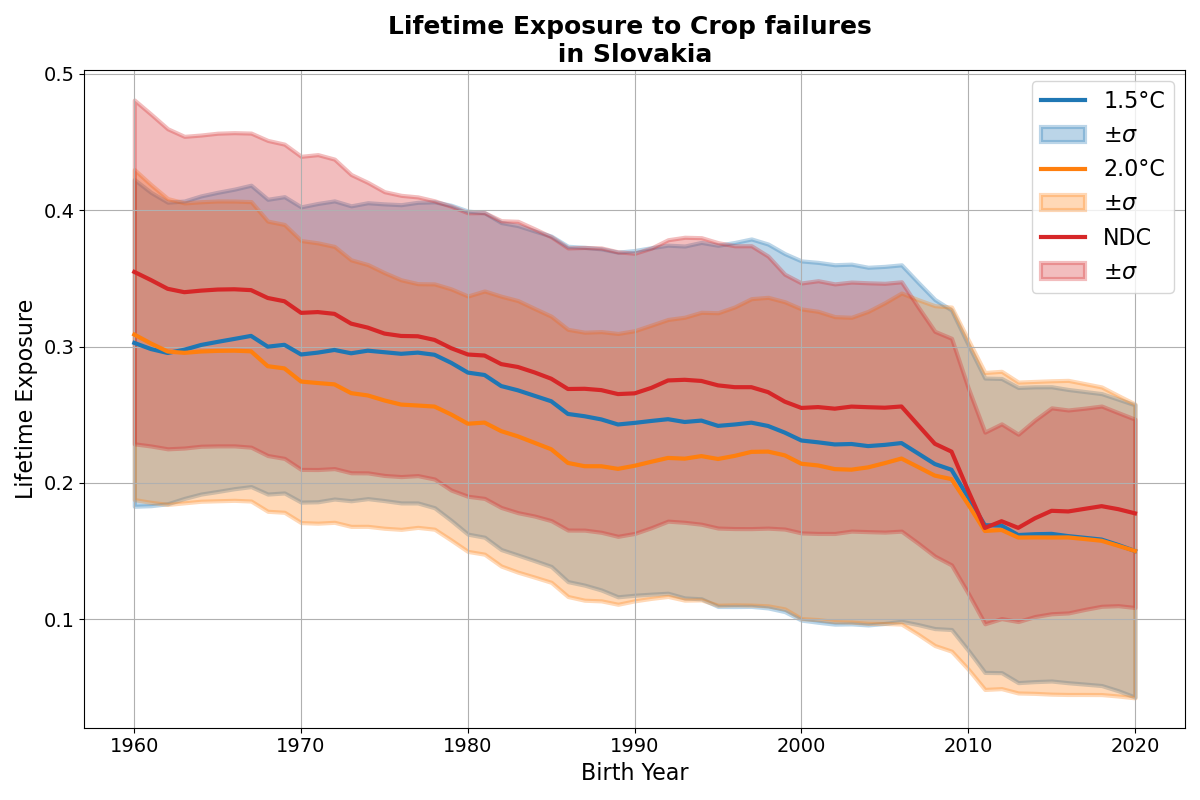 Lifetime Exposure to Crop failures
in Slovakia
Lifetime Exposure
0.5
0.4
0.3
0.2
0.1
1.5°C
±σ
2.0°C
±σ
NDC
±σ
1960 1970 1980 1990 2000 2010 2020
Birth Year